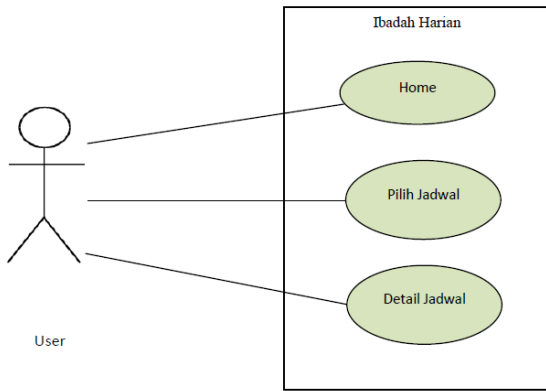 Ibadah Harian
Home
Pilih Jadwal
Detail Jadwal
User